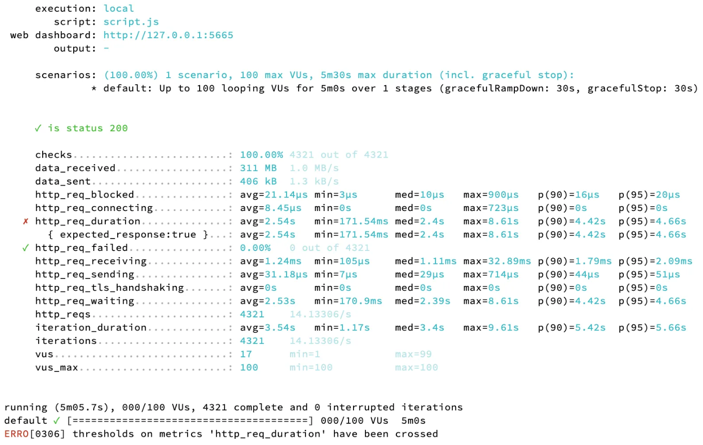 execution: local
script: script.js
web dashboard: http://127.0.0.1:5665
output: -
scenarios: (100.00%) 1 scenario, 100 max VUs, 5m30s max duration (incl. graceful stop):
* default: Up to 100 looping VUs for 5m0s over 1 stages (gracefulRampDown: 30s, gracefulStop: 30s)
✓ is status 200
checks.........................: 100.00% 4321 out of 4321
data_received..................: 311 MB 1.0 MB/s
data_sent......................: 406 kB 1.3 kB/s
http_req_blocked...............: avg=21.14µs min=3µs med=10µs max=900µs p(90)=16µs p(95)=20µs
http_req_connecting............: avg=8.45µs min=0s med=0s max=723µs p(90)=0s p(95)=0s
✗ http_req_duration..............: avg=2.54s min=171.54ms med=2.4s max=8.61s p(90)=4.42s p(95)=4.66s
{ expected_response:true }...: avg=2.54s min=171.54ms med=2.4s max=8.61s p(90)=4.42s p(95)=4.66s
✓ http_req_failed................: 0.00% 0 out of 4321
http_req_receiving.............: avg=1.24ms min=105µs med=1.11ms max=32.89ms p(90)=1.79ms p(95)=2.09ms
http_req_sending...............: avg=31.18µs min=7µs med=29µs max=714µs p(90)=44µs p(95)=51µs
http_req_tls_handshaking.......: avg=0s min=0s med=0s max=0s p(90)=0s p(95)=0s
http_req_waiting...............: avg=2.53s min=170.9ms med=2.39s max=8.61s p(90)=4.42s p(95)=4.66s
http_reqs......................: 4321 14.13306/s
iteration_duration.............: avg=3.54s min=1.17s med=3.4s max=9.61s p(90)=5.42s p(95)=5.66s
iterations.....................: 4321 14.13306/s
vus............................: 17 min=1 max=99
vus_max........................: 100 min=100 max=100
running (5m05.7s), 000/100 VUs, 4321 complete and 0 interrupted iterations
default ✓ [======================================] 000/100 VUs 5m0s
ERRO[0306] thresholds on metrics 'http_req_duration' have been crossed